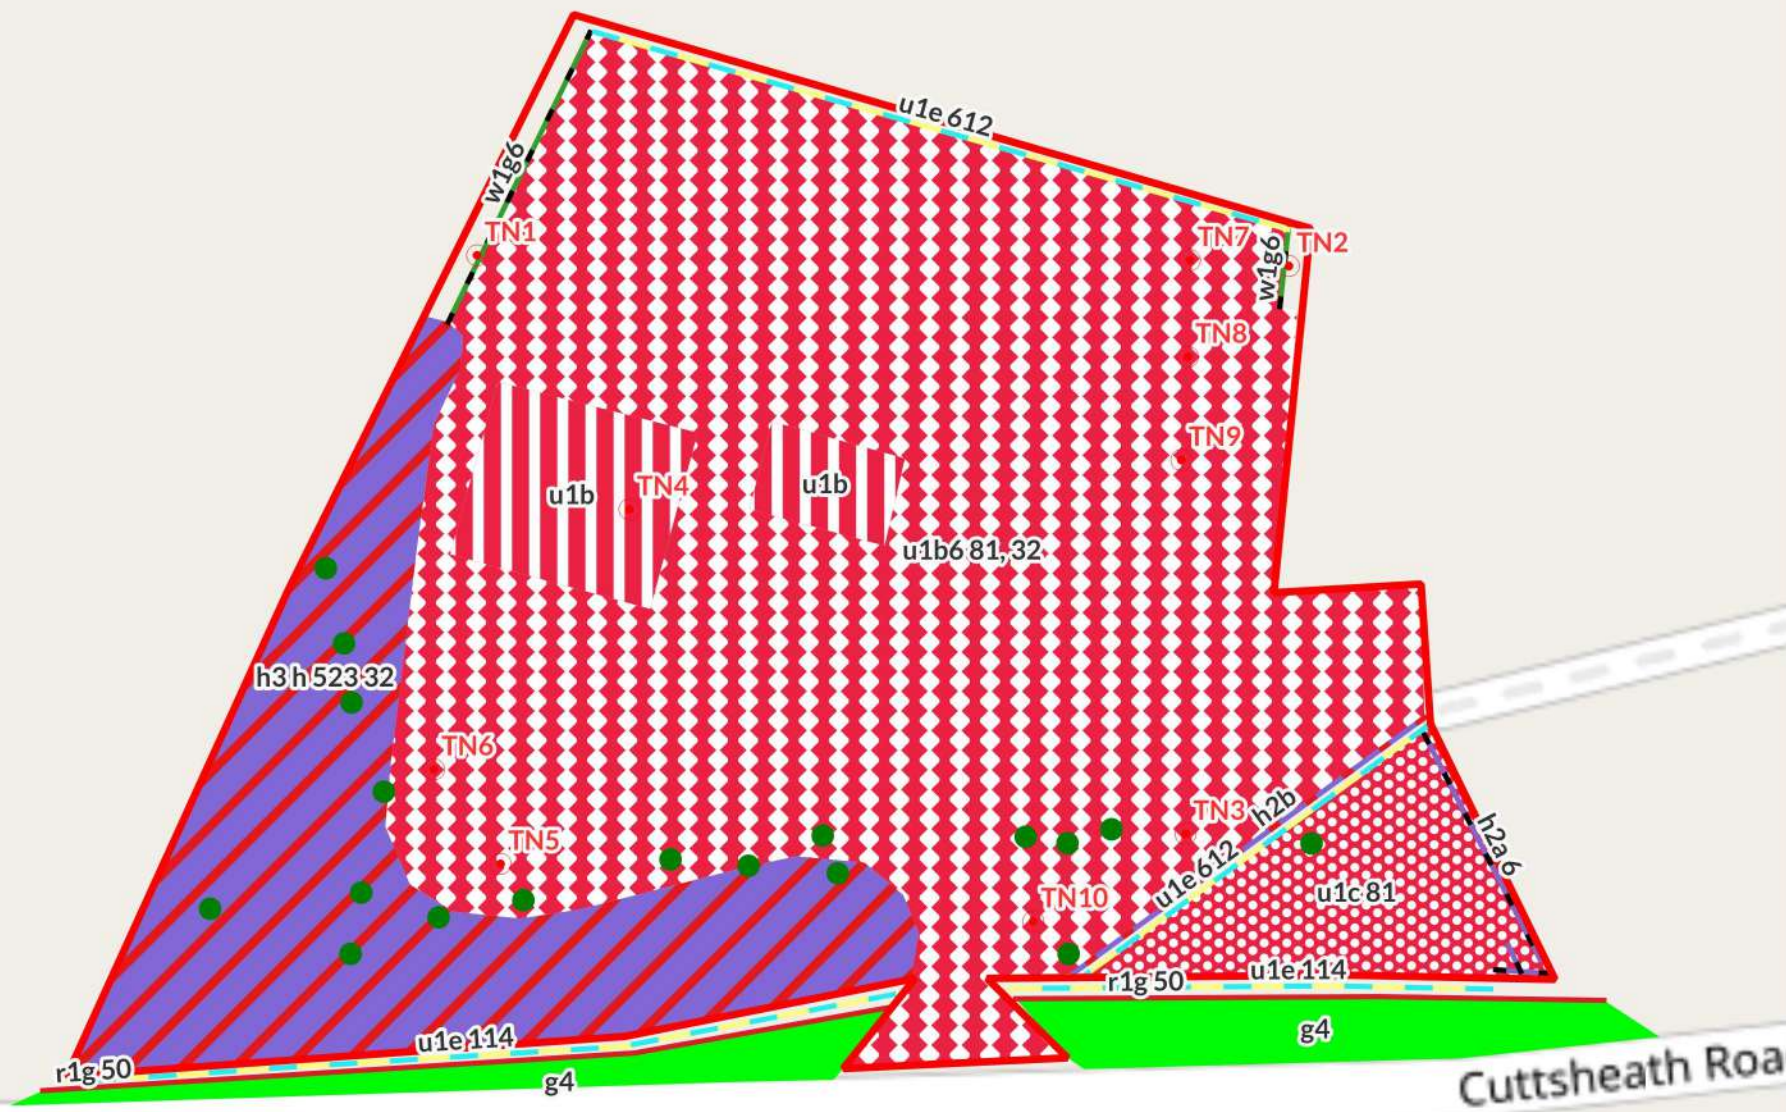 u1e 612
w1g6
TN1
TN7
TN2
w1g6
TN8
TN9
u1b
TN4
u1b
u1b6 81, 32
h3 h 523 32
TN6
TN3
h2b
TN5
h2a 6
u1e 612
TN10
u1c 81
r1g 50
u1e 114
g4
u1e 114
r1g 50
g4
Cuttsheath Roa